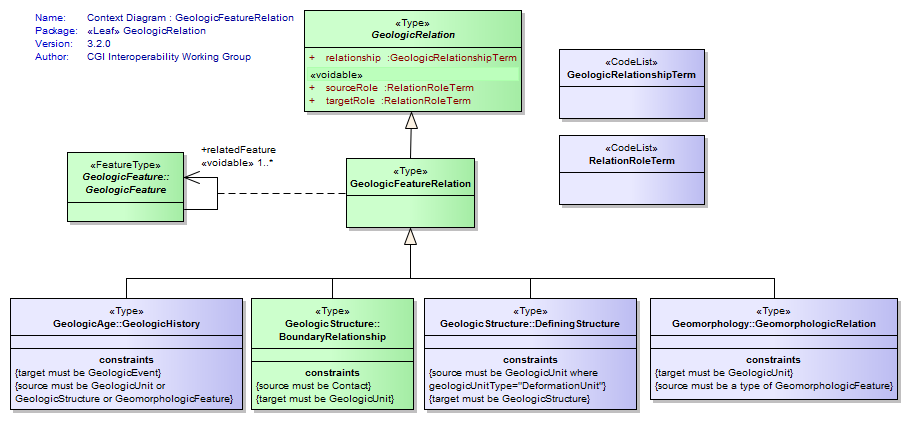 Name: Context Diagram : GeologicFeatureRelation
Package: «Leaf» GeologicRelation
Version: 3.2.0
Author: CGI Interoperability Working Group
«Type»
GeologicRelation
+ relationship :GeologicRelationshipTerm
«voidable»
+ sourceRole :RelationRoleTerm
+ targetRole :RelationRoleTerm
«CodeList»
GeologicRelationshipTerm
«CodeList»
RelationRoleTerm
+relatedFeature
«voidable» 1..*
«FeatureType»
GeologicFeature::
GeologicFeature
«Type»
GeologicFeatureRelation
«Type»
GeologicAge::GeologicHistory
constraints
{target must be GeologicEvent}
{source must be GeologicUnit or
GeologicStructure or GeomorphologicFeature}
«Type»
GeologicStructure::
BoundaryRelationship
constraints
{source must be Contact}
{target must be GeologicUnit}
«Type»
GeologicStructure::DefiningStructure
constraints
{source must be GeologicUnit where
geologicUnitType="DeformationUnit"}
{target must be GeologicStructure}
«Type»
Geomorphology::GeomorphologicRelation
constraints
{target must be GeologicUnit}
{source must be a type of GeomorphologicFeature}